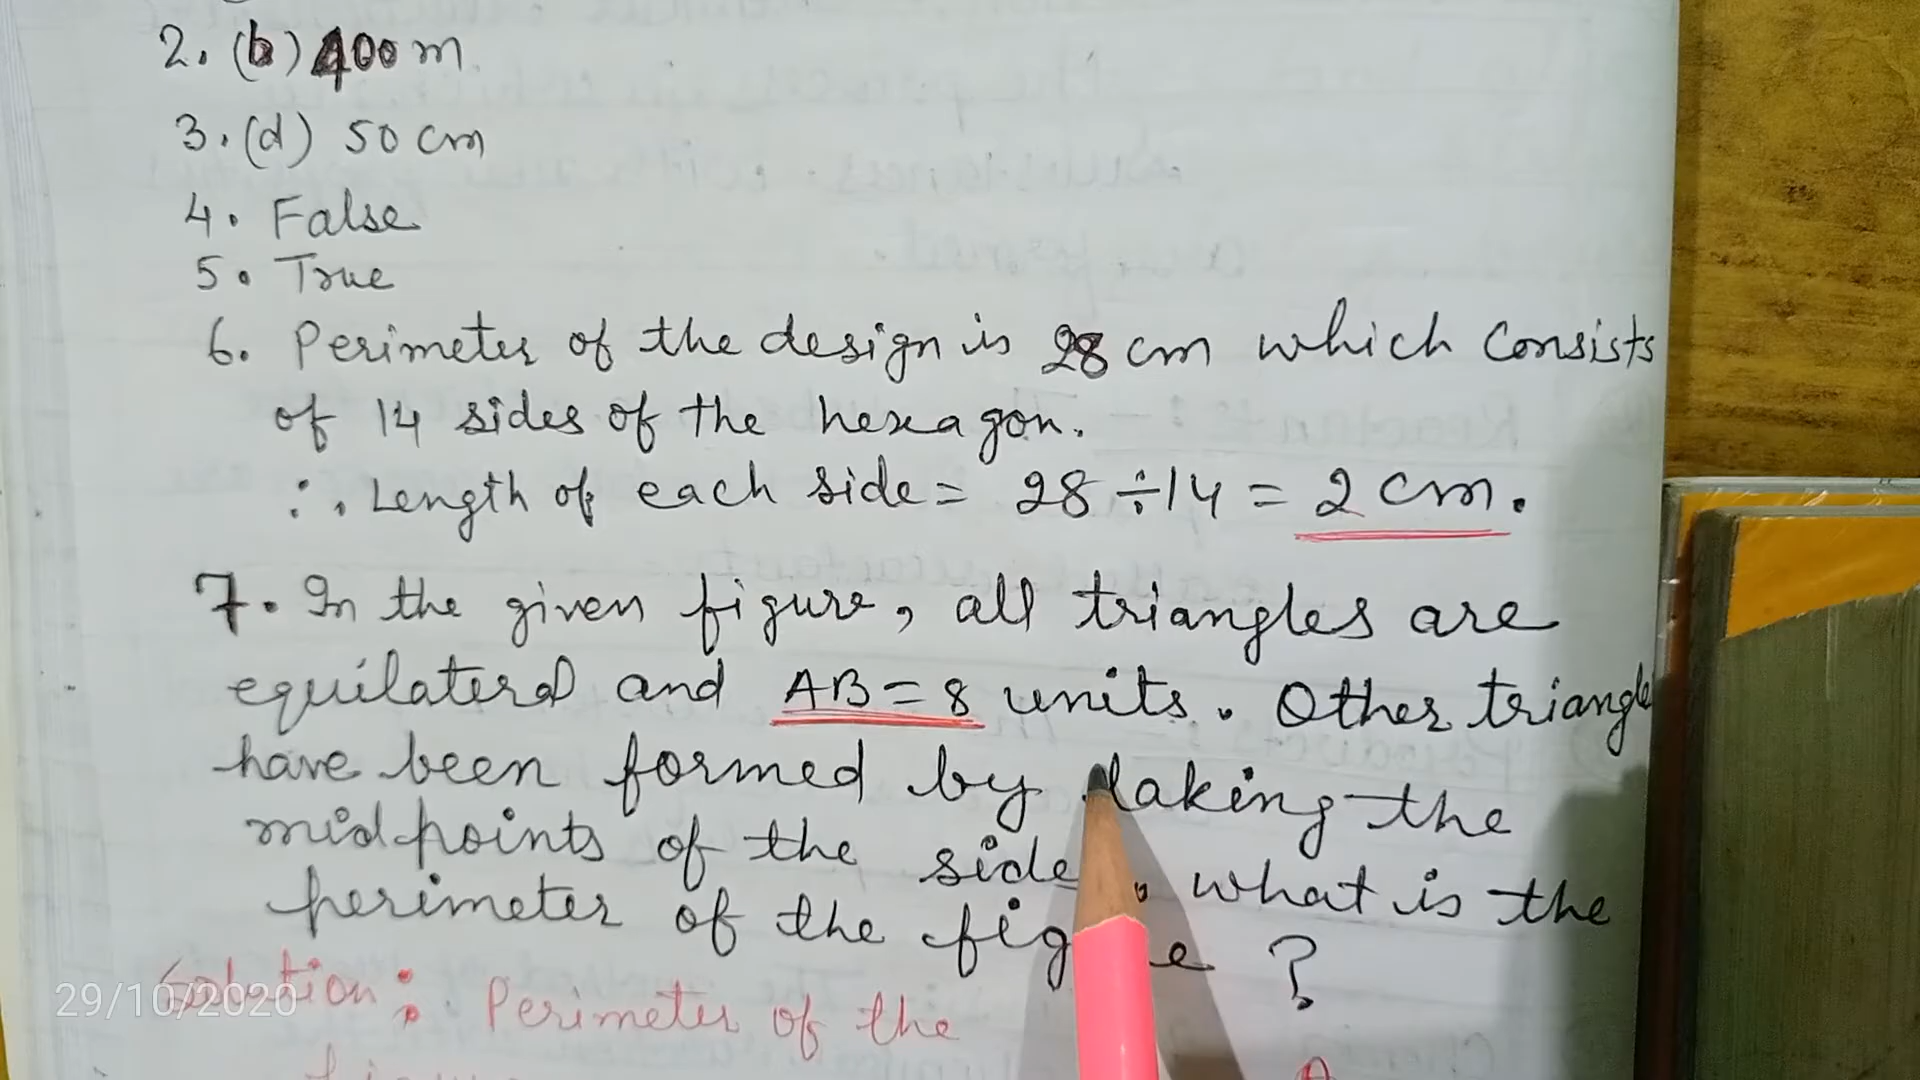 2. (b) 400 m
3. (d) 50 cm
4. False
5. True
6. Perimeter of the design is 28 cm which consists
of 14 sides of the hexagon.
∴ Length of each side = 28 ÷ 14 = 2 cm.
7. In the given figure, all triangles are
equilateral and AB = 8 units. Other triangle
have been formed by taking the
midpoints of the side. what is the
perimeter of the ?
Solution: Perimeter of the
29/10/2020